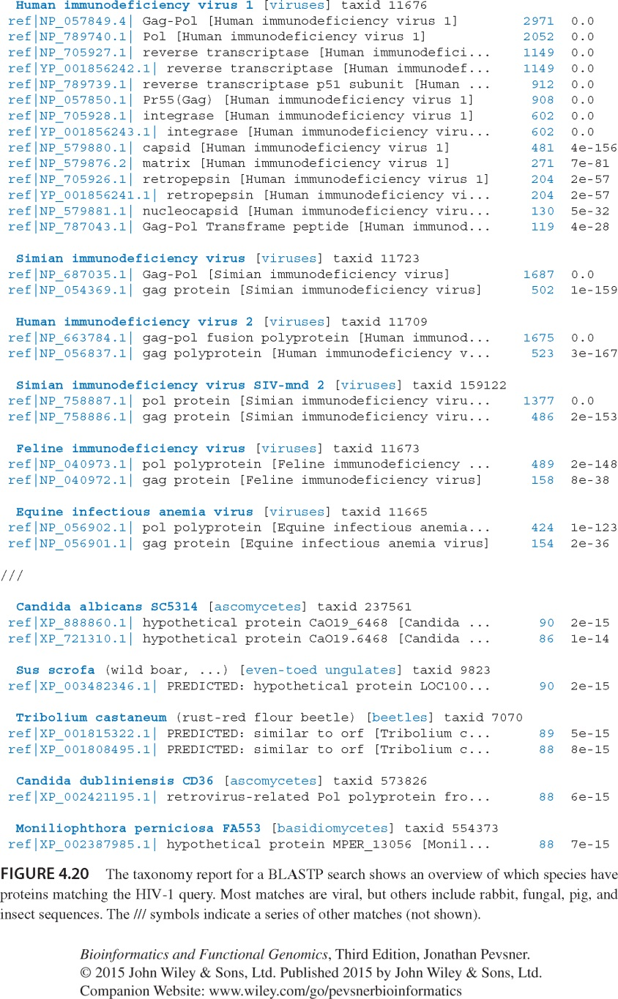 Human immunodeficiency virus 1 [viruses] taxid 11676
ref|NP_057849.4| Gag-Pol [Human immunodeficiency virus 1] 2971 0.0
ref|NP_789740.1| Pol [Human immunodeficiency virus 1] 2052 0.0
ref|NP_705927.1| reverse transcriptase [Human immunodefici... 1149 0.0
ref|YP_001856242.1| reverse transcriptase [Human immunodef... 1149 0.0
ref|NP_789739.1| reverse transcriptase p51 subunit [Human ... 912 0.0
ref|NP_057850.1| Pr55(Gag) [Human immunodeficiency virus 1] 908 0.0
ref|NP_705928.1| integrase [Human immunodeficiency virus 1] 602 0.0
ref|YP_001856243.1| integrase [Human immunodeficiency viru... 602 0.0
ref|NP_579880.1| capsid [Human immunodeficiency virus 1] 481 4e-156
ref|NP_579876.2| matrix [Human immunodeficiency virus 1] 271 7e-81
ref|NP_705926.1| retropepsin [Human immunodeficiency virus 1] 204 2e-57
ref|YP_001856241.1| retropepsin [Human immunodeficiency vi... 204 2e-57
ref|NP_579881.1| nucleocapsid [Human immunodeficiency viru... 130 5e-32
ref|NP_787043.1| Gag-Pol Transframe peptide [Human immunod... 119 4e-28
Simian immunodeficiency virus [viruses] taxid 11723
ref|NP_687035.1| Gag-Pol [Simian immunodeficiency virus] 1687 0.0
ref|NP_054369.1| gag protein [Simian immunodeficiency virus] 502 1e-159
Human immunodeficiency virus 2 [viruses] taxid 11709
ref|NP_663784.1| gag-pol fusion polyprotein [Human immunod... 1675 0.0
ref|NP_056837.1| gag polyprotein [Human immunodeficiency v... 523 3e-167
Simian immunodeficiency virus SIV-mnd 2 [viruses] taxid 159122
ref|NP_758887.1| pol protein [Simian immunodeficiency viru... 1377 0.0
ref|NP_758886.1| gag protein [Simian immunodeficiency viru... 486 2e-153
Feline immunodeficiency virus [viruses] taxid 11673
ref|NP_040973.1| pol polyprotein [Feline immunodeficiency ... 489 2e-148
ref|NP_040972.1| gag protein [Feline immunodeficiency virus] 158 8e-38
Equine infectious anemia virus [viruses] taxid 11665
ref|NP_056902.1| pol polyprotein [Equine infectious anemia... 424 1e-123
ref|NP_056901.1| gag protein [Equine infectious anemia virus] 154 2e-36
///
Candida albicans SC5314 [ascomycetes] taxid 237561
ref|XP_888860.1| hypothetical protein CaO19_6468 [Candida ... 90 2e-15
ref|XP_721310.1| hypothetical protein CaO19.6468 [Candida ... 86 1e-14
Sus scrofa (wild boar, ...) [even-toed ungulates] taxid 9823
ref|XP_003482346.1| PREDICTED: hypothetical protein LOC100... 90 2e-15
Tribolium castaneum (rust-red flour beetle) [beetles] taxid 7070
ref|XP_001815322.1| PREDICTED: similar to orf [Tribolium c... 89 5e-15
ref|XP_001808495.1| PREDICTED: similar to orf [Tribolium c... 88 8e-15
Candida dubliniensis CD36 [ascomycetes] taxid 573826
ref|XP_002421195.1| retrovirus-related Pol polyprotein fro... 88 6e-15
Moniliophthora perniciosa FA553 [basidiomycetes] taxid 554373
ref|XP_002387985.1| hypothetical protein MPER_13056 [Monil... 88 7e-15
FIGURE 4.20 The taxonomy report for a BLASTP search shows an overview of which species have
proteins matching the HIV-1 query. Most matches are viral, but others include rabbit, fungal, pig, and
insect sequences. The /// symbols indicate a series of other matches (not shown).
Bioinformatics and Functional Genomics, Third Edition, Jonathan Pevsner.
© 2015 John Wiley & Sons, Ltd. Published 2015 by John Wiley & Sons, Ltd.
Companion Website: www.wiley.com/go/pevsnerbioinformatics